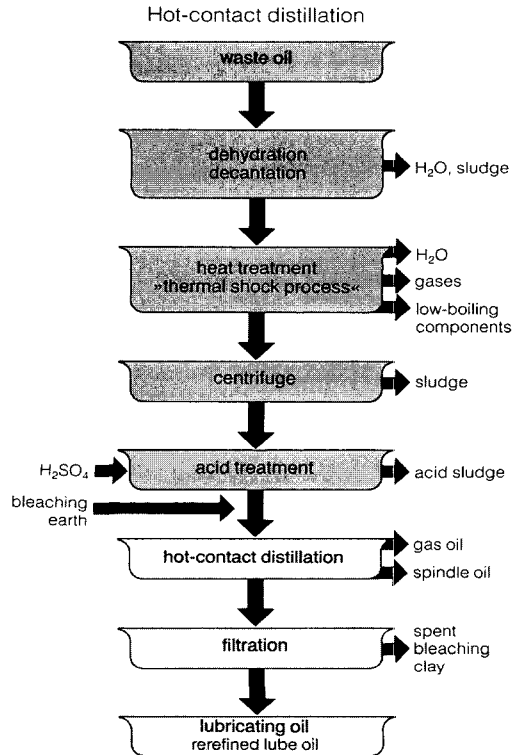 Hot-contact distillation
waste oil
dehydration
decantation
H₂O, sludge
heat treatment
»thermal shock process«
H₂O
gases
low-boiling
components
centrifuge
sludge
H₂SO₄
acid treatment
acid sludge
bleaching
earth
hot-contact distillation
gas oil
spindle oil
filtration
spent
bleaching
clay
lubricating oil
rerefined lube oil